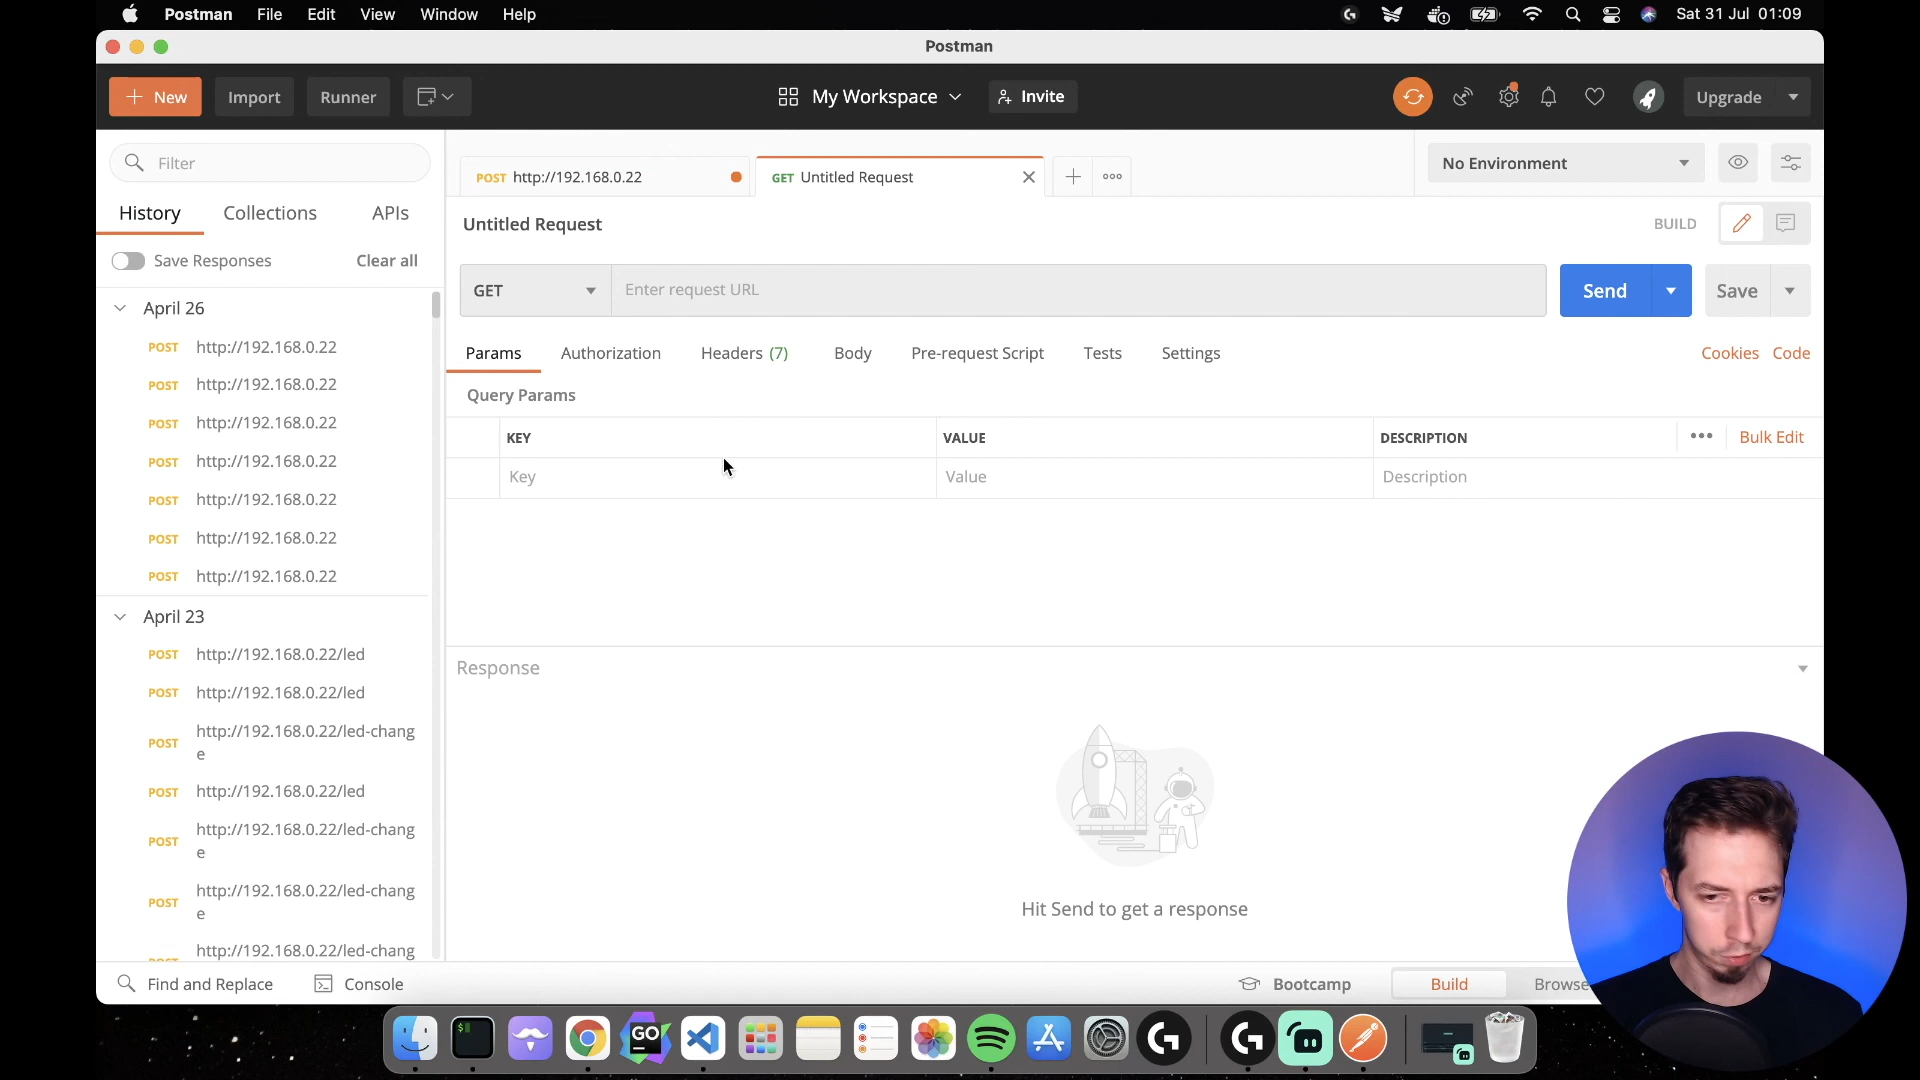 Postman File Edit View Window Help
Sat 31 Jul 01:09
Postman
New Import Runner
My Workspace
Invite
Upgrade
Filter
History Collections APIs
Save Responses Clear all
April 26
POST http://192.168.0.22
POST http://192.168.0.22
POST http://192.168.0.22
POST http://192.168.0.22
POST http://192.168.0.22
POST http://192.168.0.22
POST http://192.168.0.22
April 23
POST http://192.168.0.22/led
POST http://192.168.0.22/led
POST http://192.168.0.22/led-chang
e
POST http://192.168.0.22/led
POST http://192.168.0.22/led-chang
e
POST http://192.168.0.22/led-chang
e
http://192.168.0.22/led-chang
POST http://192.168.0.22 GET Untitled Request
No Environment
Untitled Request
BUILD
GET Enter request URL
Send Save
Params Authorization Headers (7) Body Pre-request Script Tests Settings
Cookies Code
Query Params
KEY VALUE DESCRIPTION
Bulk Edit
Key Value Description
Response
Hit Send to get a response
Find and Replace Console
Bootcamp Build Browse
$
GO